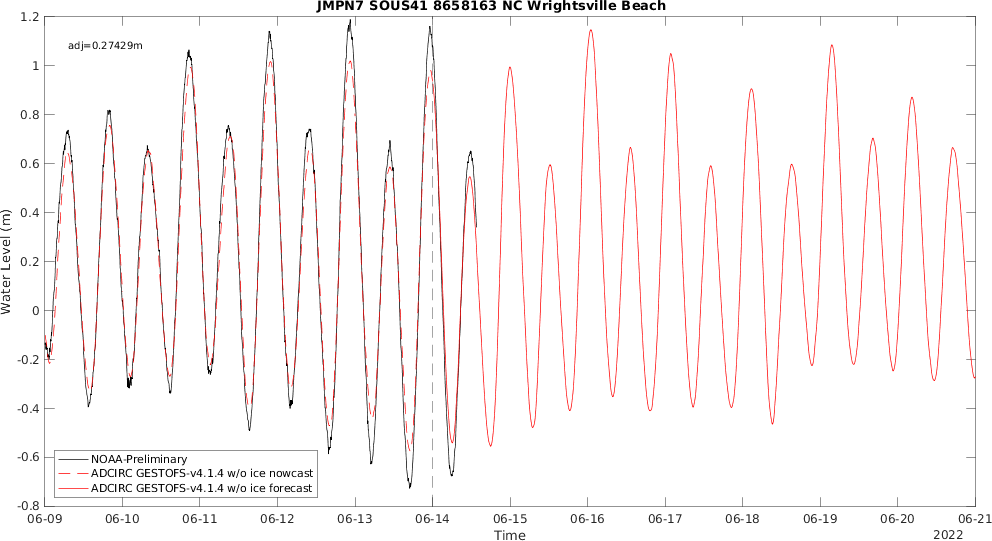 JMPN7 SOUS41 8658163 NC Wrightsville Beach
adj=0.27429m
1.2
1
0.8
0.6
0.4
0.2
0
-0.2
-0.4
-0.6
-0.8
Water Level (m)
NOAA-Preliminary
ADCIRC GESTOFS-v4.1.4 w/o ice nowcast
ADCIRC GESTOFS-v4.1.4 w/o ice forecast
06-09 06-10 06-11 06-12 06-13 06-14 06-15 06-16 06-17 06-18 06-19 06-20 06-21
Time
2022